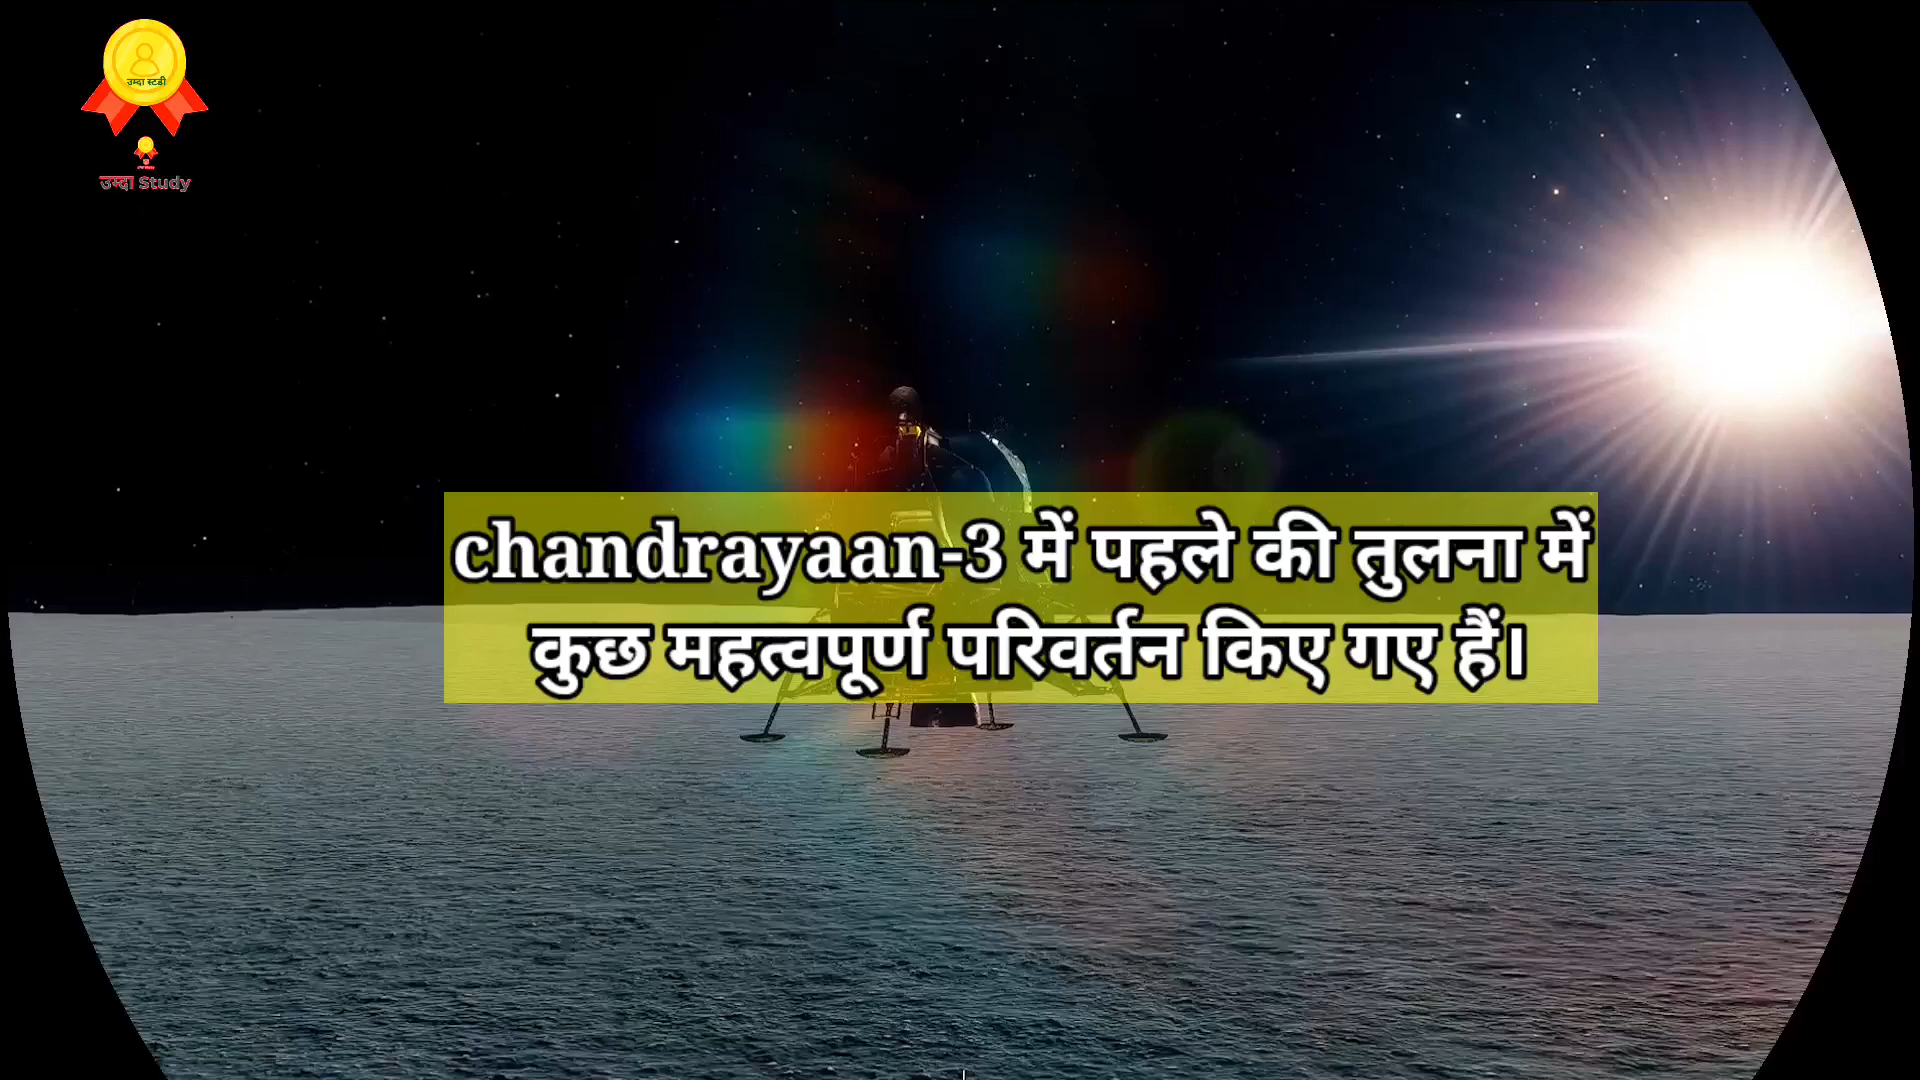 उम्दा स्टडी
उम्दा Study
chandrayaan-3 में पहले की तुलना में
कुछ महत्वपूर्ण परिवर्तन किए गए हैं।